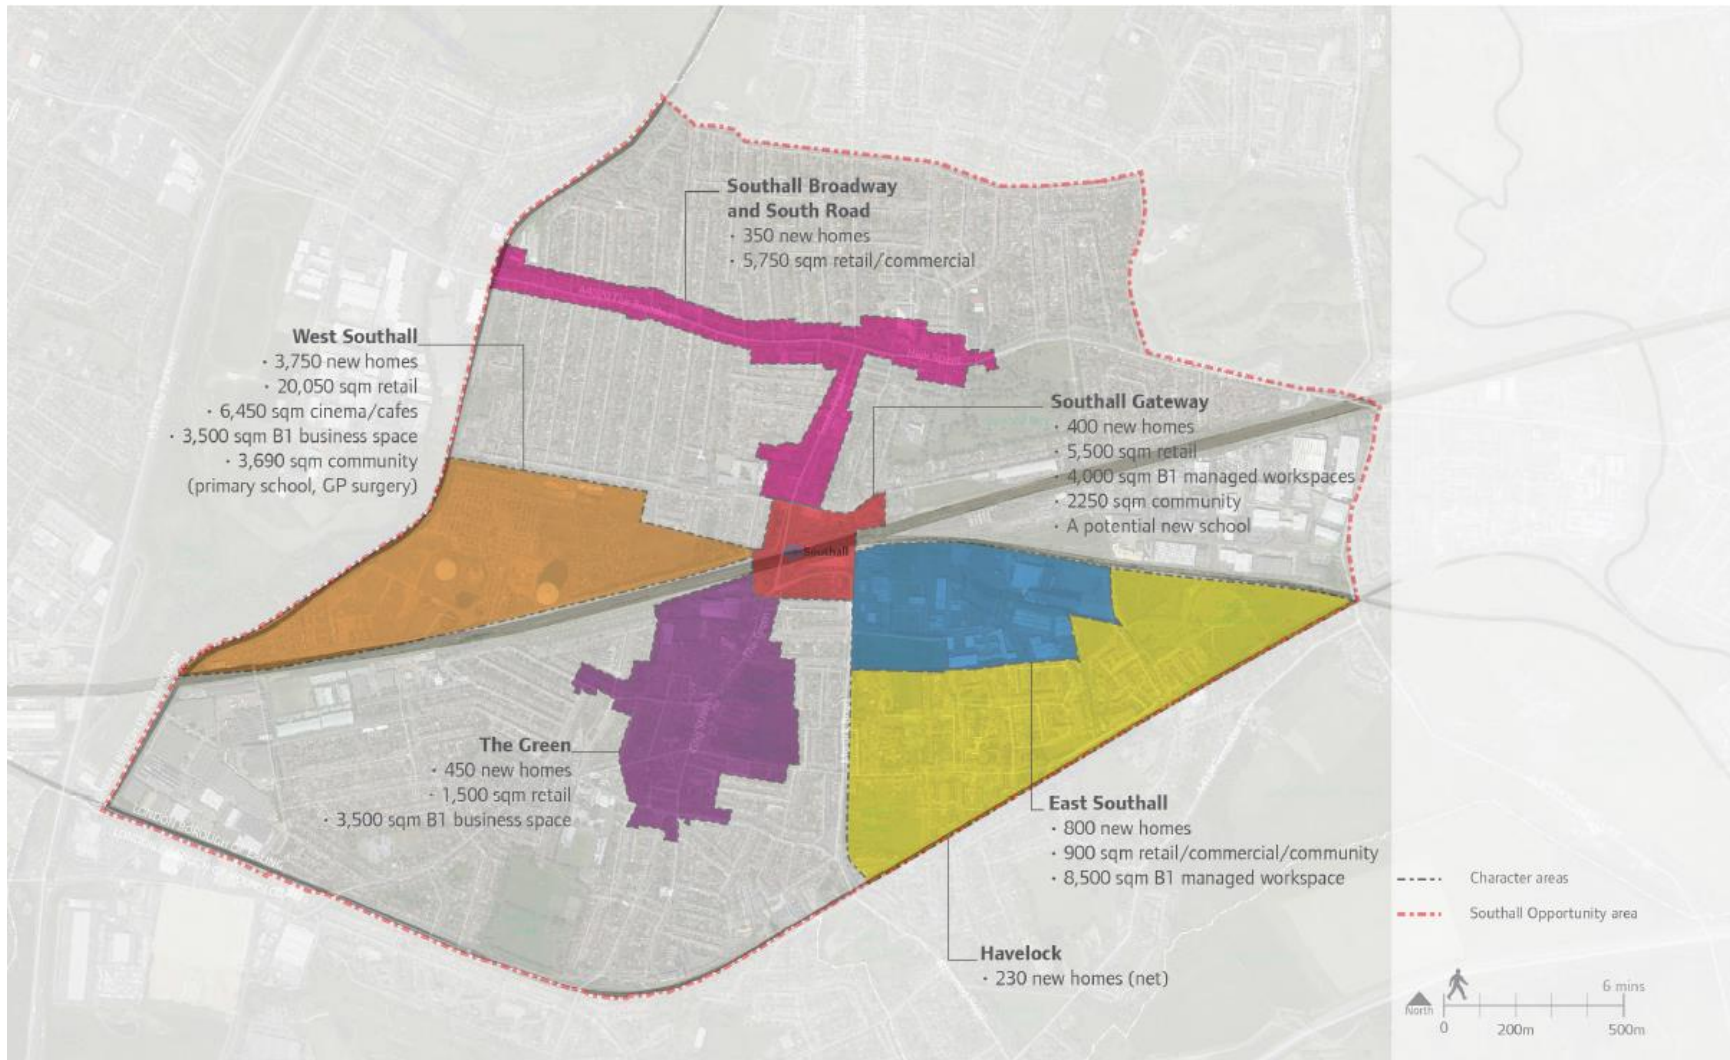 Southall Broadway
and South Road
· 350 new homes
· 5,750 sqm retail/commercial
West Southall
· 3,750 new homes
· 20,050 sqm retail
· 6,450 sqm cinema/cafes
· 3,500 sqm B1 business space
· 3,690 sqm community
(primary school, GP surgery)
Southall Gateway
· 400 new homes
· 5,500 sqm retail
· 4,000 sqm B1 managed workspaces
· 2250 sqm community
· A potential new school
Southall
The Green
· 450 new homes
· 1,500 sqm retail
· 3,500 sqm B1 business space
East Southall
· 800 new homes
· 900 sqm retail/commercial/community
· 8,500 sqm B1 managed workspace
Havelock
· 230 new homes (net)
Character areas
Southall Opportunity area
6 mins
North
0 200m 500m